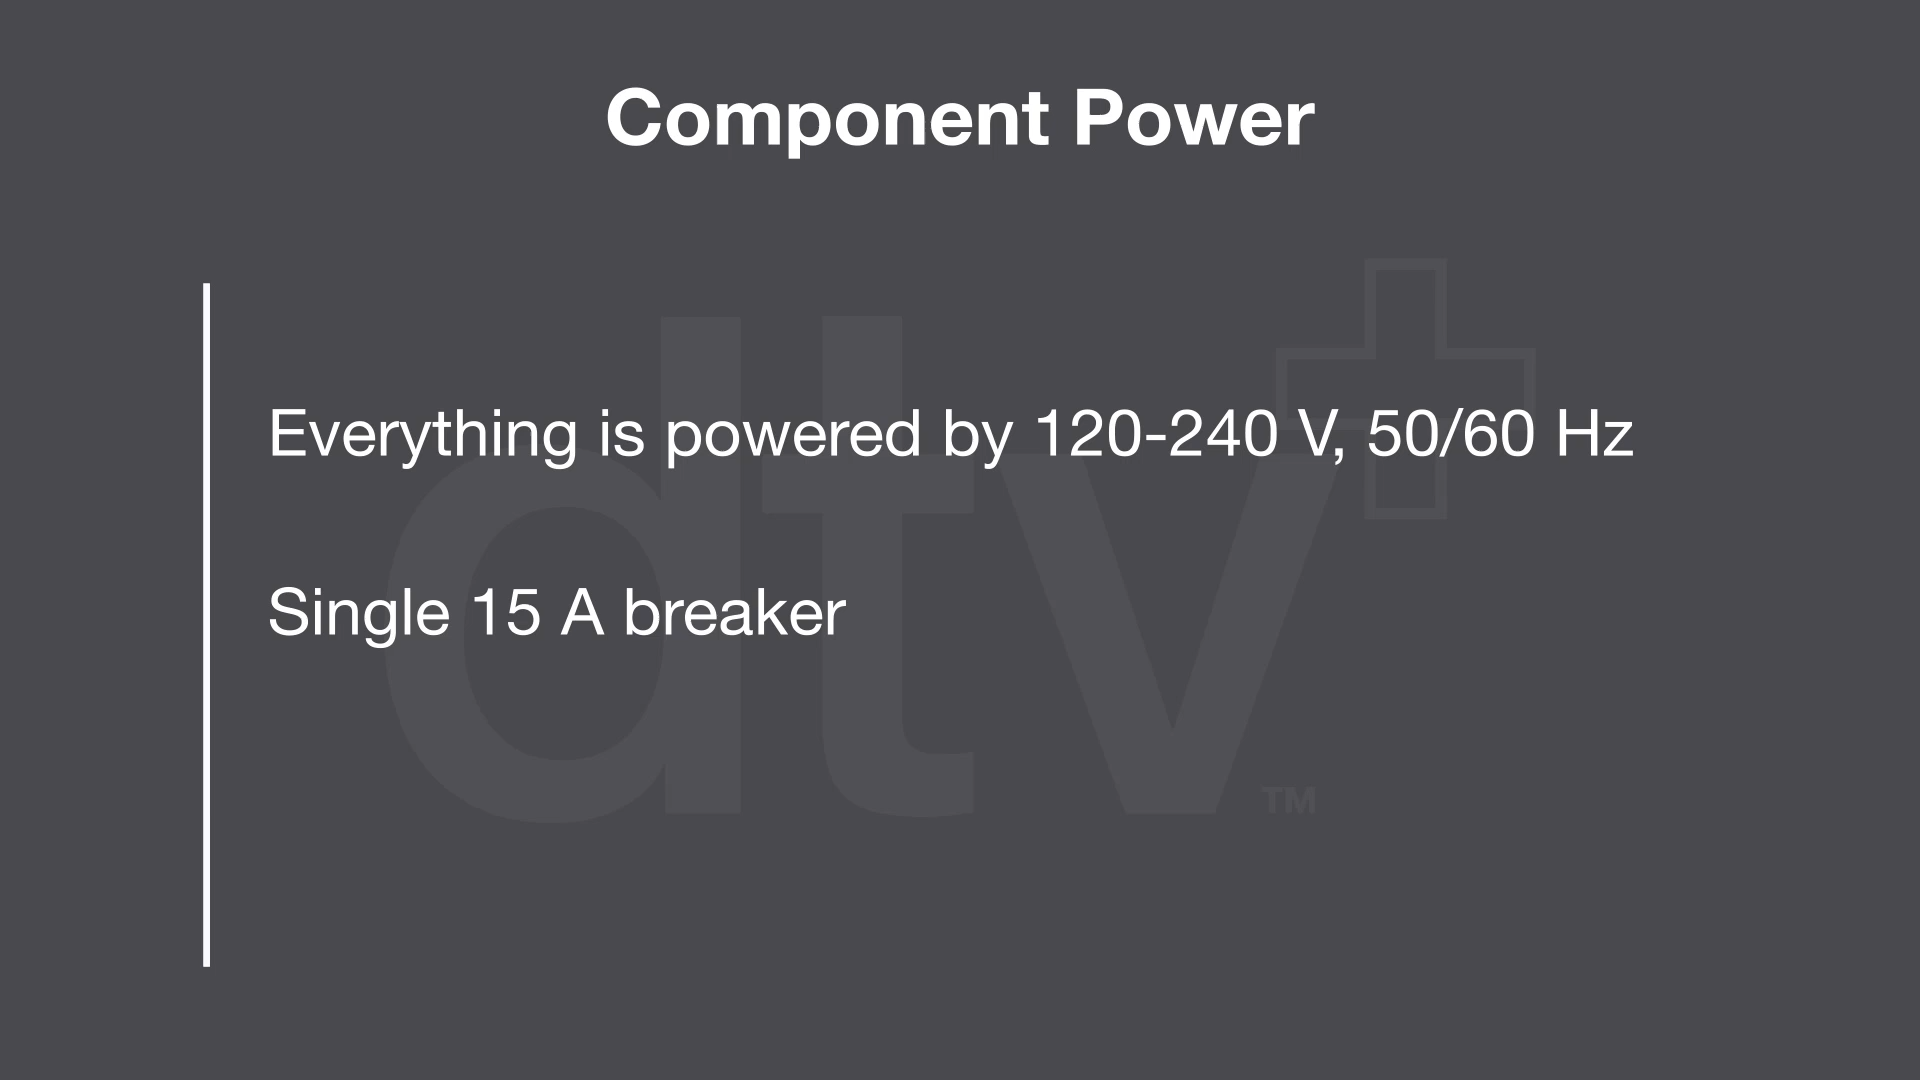 Component Power
Everything is powered by 120-240 V, 50/60 Hz
Single 15 A breaker
dtv+
TM